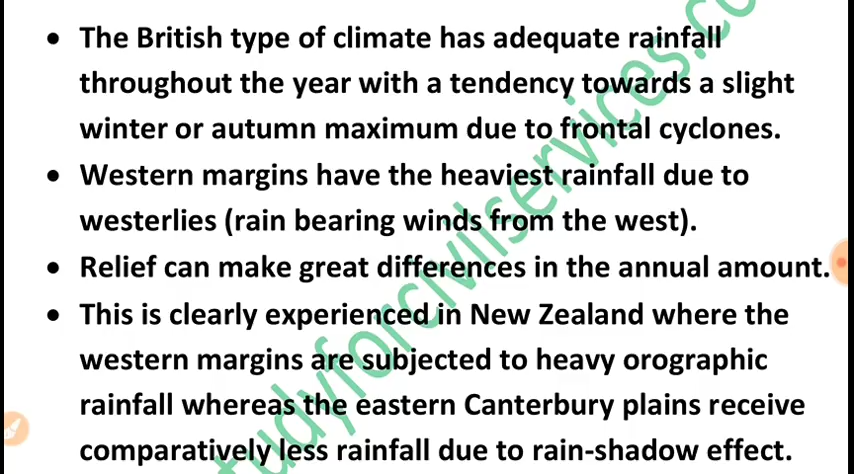 • The British type of climate has adequate rainfall
throughout the year with a tendency towards a slight
winter or autumn maximum due to frontal cyclones.
• Western margins have the heaviest rainfall due to
westerlies (rain bearing winds from the west).
• Relief can make great differences in the annual amount.
• This is clearly experienced in New Zealand where the
western margins are subjected to heavy orographic
rainfall whereas the eastern Canterbury plains receive
comparatively less rainfall due to rain-shadow effect.
studyforcivilservices.co